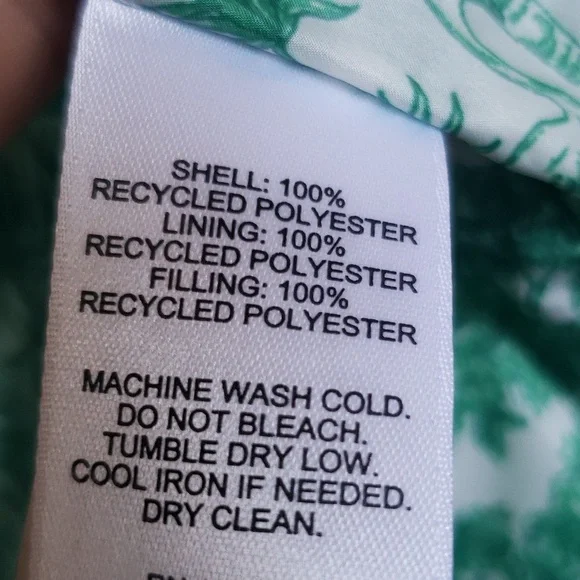 SHELL: 100%
RECYCLED POLYESTER
LINING: 100%
RECYCLED POLYESTER
FILLING: 100%
RECYCLED POLYESTER
MACHINE WASH COLD.
DO NOT BLEACH.
TUMBLE DRY LOW.
COOL IRON IF NEEDED.
DRY CLEAN.